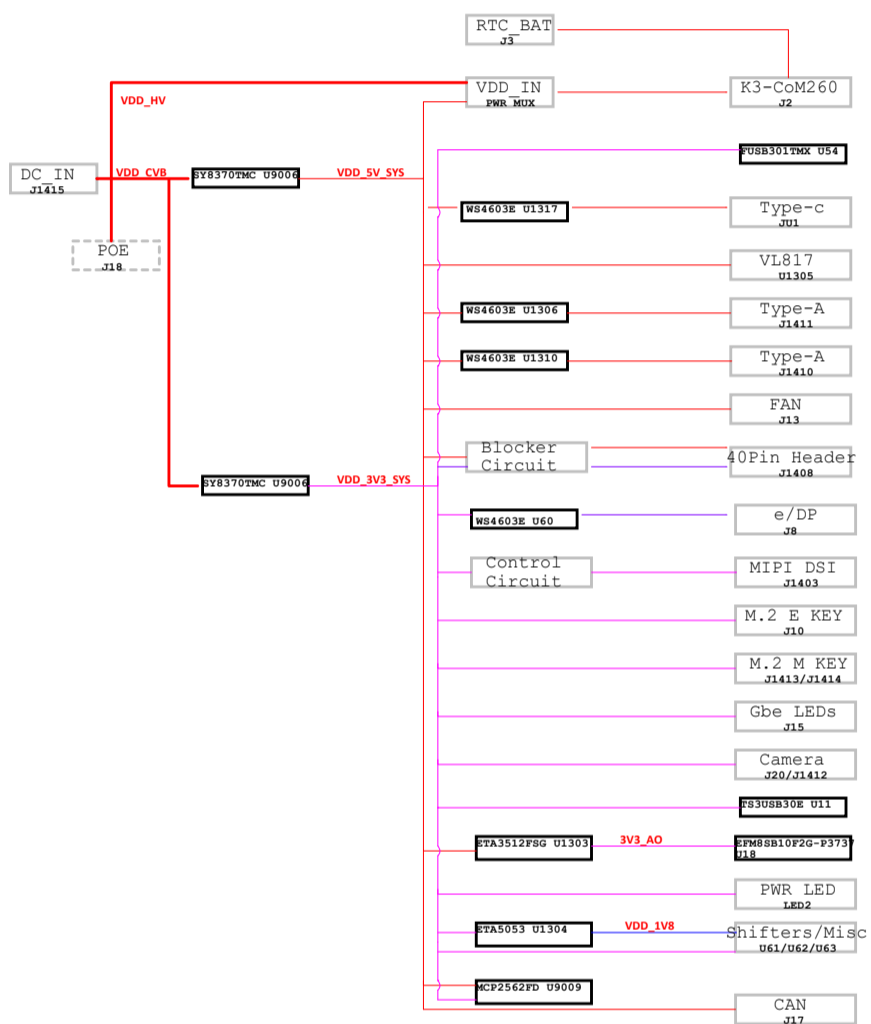 RTC_BAT
J3
VDD_IN
PWR MUX
K3-CoM260
J2
VDD_HV
FUSB301TMX U54
DC_IN
J1415
VDD_CVB
SY8370TMC U9006
VDD_5V_SYS
WS4603E U1317
Type-c
JU1
POE
J18
VL817
U1305
WS4603E U1306
Type-A
J1411
WS4603E U1310
Type-A
J1410
FAN
J13
Blocker
Circuit
40Pin Header
J1408
SY8370TMC U9006
VDD_3V3_SYS
WS4603E U60
e/DP
J8
Control
Circuit
MIPI DSI
J1403
M.2 E KEY
J10
M.2 M KEY
J1413/J1414
Gbe LEDs
J15
Camera
J20/J1412
TS3USB30E U11
ETA3512FSG U1303
3V3_AO
EFM8SB10F2G-P3737
U18
PWR LED
LED2
ETA5053 U1304
VDD_1V8
Shifters/Misc
U61/U62/U63
MCP2562FD U9009
CAN
J17